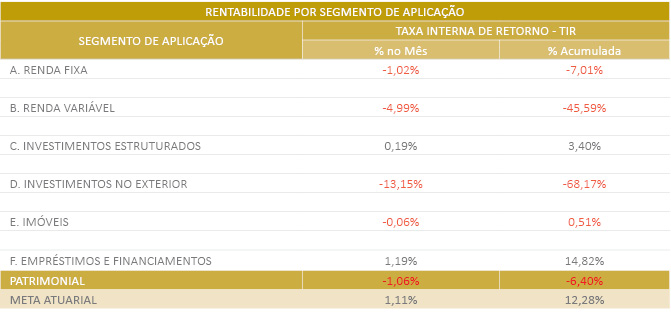 RENTABILIDADE POR SEGMENTO DE APLICAÇÃO
SEGMENTO DE APLICAÇÃO
TAXA INTERNA DE RETORNO - TIR
% no Mês % Acumulada
A. RENDA FIXA -1,02% -7,01%
B. RENDA VARIÁVEL -4,99% -45,59%
C. INVESTIMENTOS ESTRUTURADOS 0,19% 3,40%
D. INVESTIMENTOS NO EXTERIOR -13,15% -68,17%
E. IMÓVEIS -0,06% 0,51%
F. EMPRÉSTIMOS E FINANCIAMENTOS 1,19% 14,82%
PATRIMONIAL -1,06% -6,40%
META ATUARIAL 1,11% 12,28%